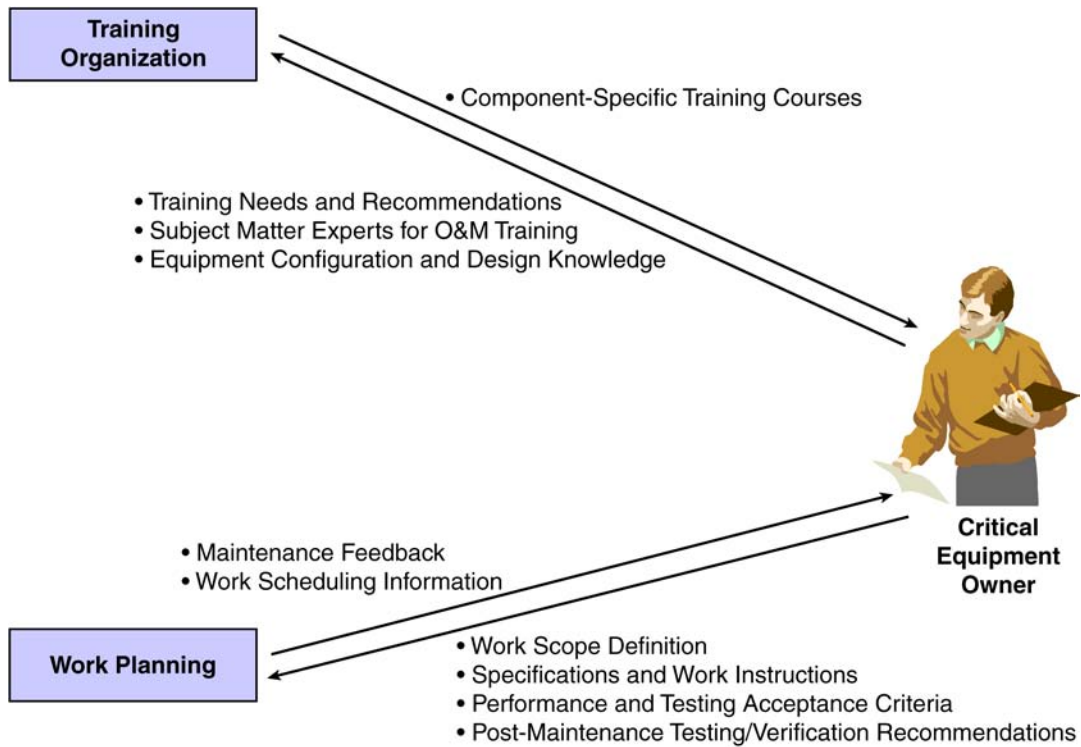 Training
Organization
• Component-Specific Training Courses
• Training Needs and Recommendations
• Subject Matter Experts for O&M Training
• Equipment Configuration and Design Knowledge
Critical
Equipment
Owner
• Maintenance Feedback
• Work Scheduling Information
Work Planning
• Work Scope Definition
• Specifications and Work Instructions
• Performance and Testing Acceptance Criteria
• Post-Maintenance Testing/Verification Recommendations